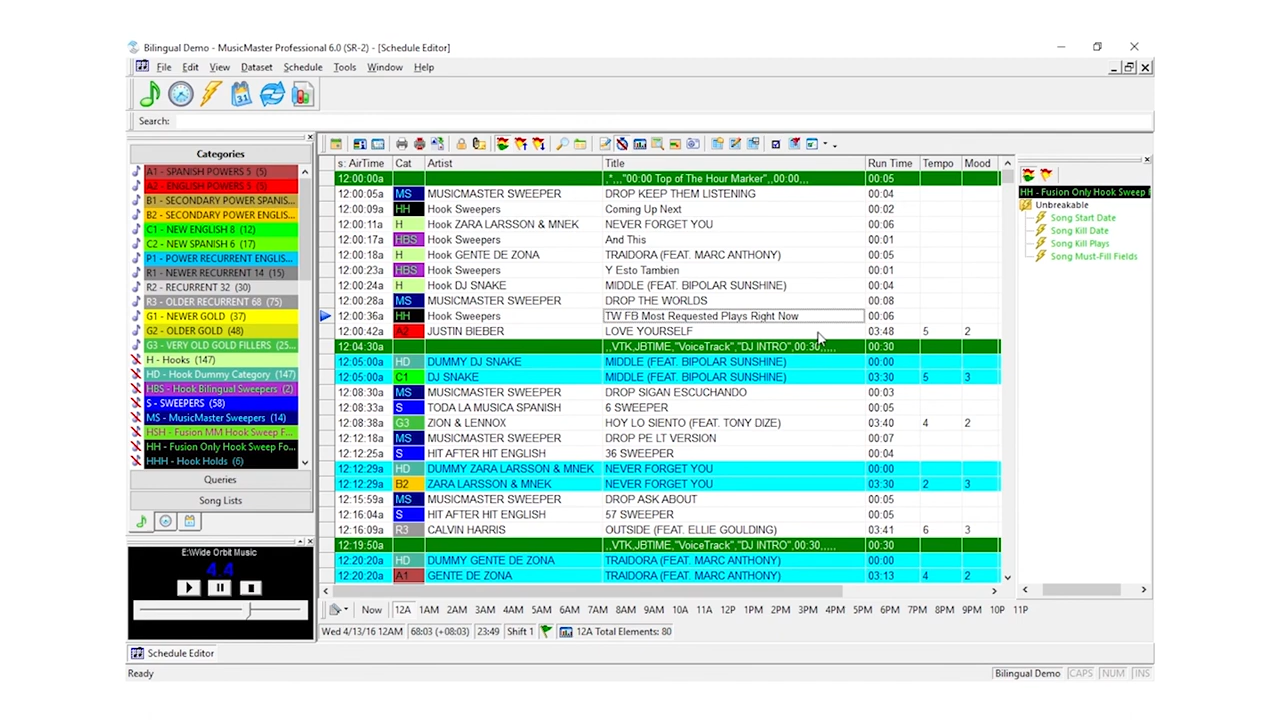 Bilingual Demo - MusicMaster Professional 6.0 (SR-2) - [Schedule Editor]
File Edit View Dataset Schedule Tools Window Help
31
Search:
Categories
A1 - SPANISH POWERS 5 (5)
A2 - ENGLISH POWERS 5 (5)
B1 - SECONDARY POWER SPANIS...
B2 - SECONDARY POWER ENGLIS...
C1 - NEW ENGLISH 8 (12)
C2 - NEW SPANISH 6 (17)
P1 - POWER RECURRENT ENGLIS...
R1 - NEWER RECURRENT 14 (15)
R2 - RECURRENT 32 (30)
R3 - OLDER RECURRENT 68 (75)
G1 - NEWER GOLD (37)
G2 - OLDER GOLD (48)
G3 - VERY OLD GOLD FILLERS (25...
H - Hooks (147)
HD - Hook Dummy Category (147)
HBS - Hook Bilingual Sweepers (2)
S - SWEEPERS (58)
MS - MusicMaster Sweepers (14)
HSH - Fusion MM Hook Sweep F...
HH - Fusion Only Hook Sweep Fo...
HHH - Hook Holds (6)
Queries
Song Lists
E:\Wide Orbit Music
4.4
s: AirTime Cat Artist Title Run Time Tempo Mood
12:00:00a .*,,,"00 Top of The Hour Marker",,00:00,,, 00:05
12:00:05a MS MUSICMASTER SWEEPER DROP KEEP THEM LISTENING 00:04
12:00:09a HH Hook Sweepers Coming Up Next 00:02
12:00:11a H Hook ZARA LARSSON & MNEK NEVER FORGET YOU 00:06
12:00:17a HBS Hook Sweepers And This 00:01
12:00:18a H Hook GENTE DE ZONA TRAIDORA (FEAT. MARC ANTHONY) 00:05
12:00:23a HBS Hook Sweepers Y Esto Tambien 00:01
12:00:24a H Hook DJ SNAKE MIDDLE (FEAT. BIPOLAR SUNSHINE) 00:04
12:00:28a MS MUSICMASTER SWEEPER DROP THE WORLDS 00:08
12:00:36a HH Hook Sweepers TW FB Most Requested Plays Right Now 00:06
12:00:42a A2 JUSTIN BIEBER LOVE YOURSELF 03:48 5 2
12:04:30a ,,VTK,JBTIME,"VoiceTrack","DJ INTRO",00:30,,,,, 00:30
12:05:00a HD DUMMY DJ SNAKE MIDDLE (FEAT. BIPOLAR SUNSHINE) 00:00
12:05:00a C1 DJ SNAKE MIDDLE (FEAT. BIPOLAR SUNSHINE) 03:30 5 3
12:08:30a MS MUSICMASTER SWEEPER DROP SIGAN ESCUCHANDO 00:03
12:08:33a S TODA LA MUSICA SPANISH 6 SWEEPER 00:05
12:08:38a G3 ZION & LENNOX HOY LO SIENTO (FEAT. TONY DIZE) 03:40 4 2
12:12:18a MS MUSICMASTER SWEEPER DROP PE LT VERSION 00:07
12:12:25a S HIT AFTER HIT ENGLISH 36 SWEEPER 00:04
12:12:29a HD DUMMY ZARA LARSSON & MNEK NEVER FORGET YOU 00:00
12:12:29a B2 ZARA LARSSON & MNEK NEVER FORGET YOU 03:30 2 3
12:15:59a MS MUSICMASTER SWEEPER DROP ASK ABOUT 00:05
12:16:04a S HIT AFTER HIT ENGLISH 57 SWEEPER 00:05
12:16:09a R3 CALVIN HARRIS OUTSIDE (FEAT. ELLIE GOULDING) 03:41 6 3
12:19:50a ,,VTK,JBTIME,"VoiceTrack","DJ INTRO",00:30,,,,, 00:30
12:20:20a HD DUMMY GENTE DE ZONA TRAIDORA (FEAT. MARC ANTHONY) 00:00
12:20:20a A1 GENTE DE ZONA TRAIDORA (FEAT. MARC ANTHONY) 03:13 4 2
HH - Fusion Only Hook Sweep F
Unbreakable
Song Start Date
Song Kill Date
Song Kill Plays
Song Must-Fill Fields
Now 12A 1AM 2AM 3AM 4AM 5AM 6AM 7AM 8AM 9AM 10A 11A 12P 1PM 2PM 3PM 4PM 5PM 6PM 7PM 8PM 9PM 10P 11P
Wed 4/13/16 12AM 68:03 (+08:03) 23:49 Shift 1 12A Total Elements: 80
Schedule Editor
Ready Bilingual Demo CAPS NUM INS